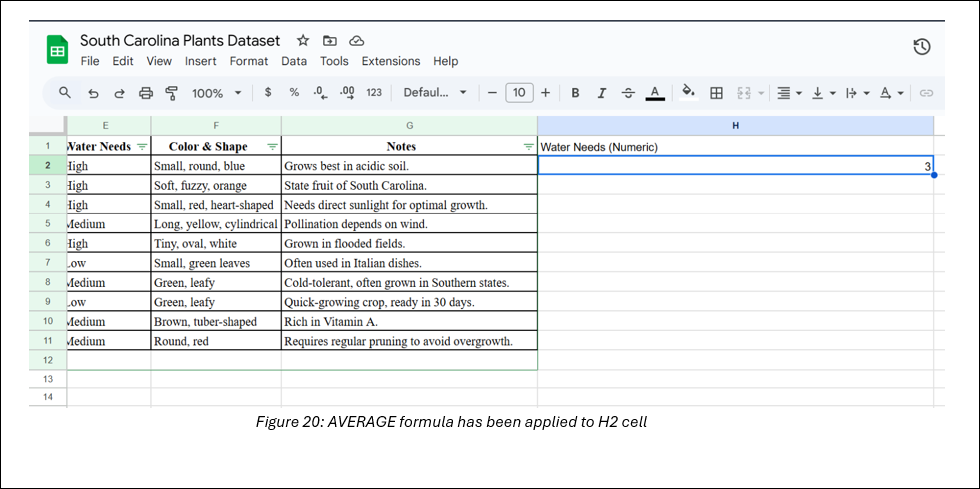 South Carolina Plants Dataset
File Edit View Insert Format Data Tools Extensions Help
100% $ % .0 .00 123 Defaul... − 10 + B I S A A
E F G H
1 Water Needs Color & Shape Notes Water Needs (Numeric)
2 High Small, round, blue Grows best in acidic soil. 3
3 High Soft, fuzzy, orange State fruit of South Carolina.
4 High Small, red, heart-shaped Needs direct sunlight for optimal growth.
5 Medium Long, yellow, cylindrical Pollination depends on wind.
6 High Tiny, oval, white Grown in flooded fields.
7 Low Small, green leaves Often used in Italian dishes.
8 Medium Green, leafy Cold-tolerant, often grown in Southern states.
9 Low Green, leafy Quick-growing crop, ready in 30 days.
10 Medium Brown, tuber-shaped Rich in Vitamin A.
11 Medium Round, red Requires regular pruning to avoid overgrowth.
12
13
14
Figure 20: AVERAGE formula has been applied to H2 cell